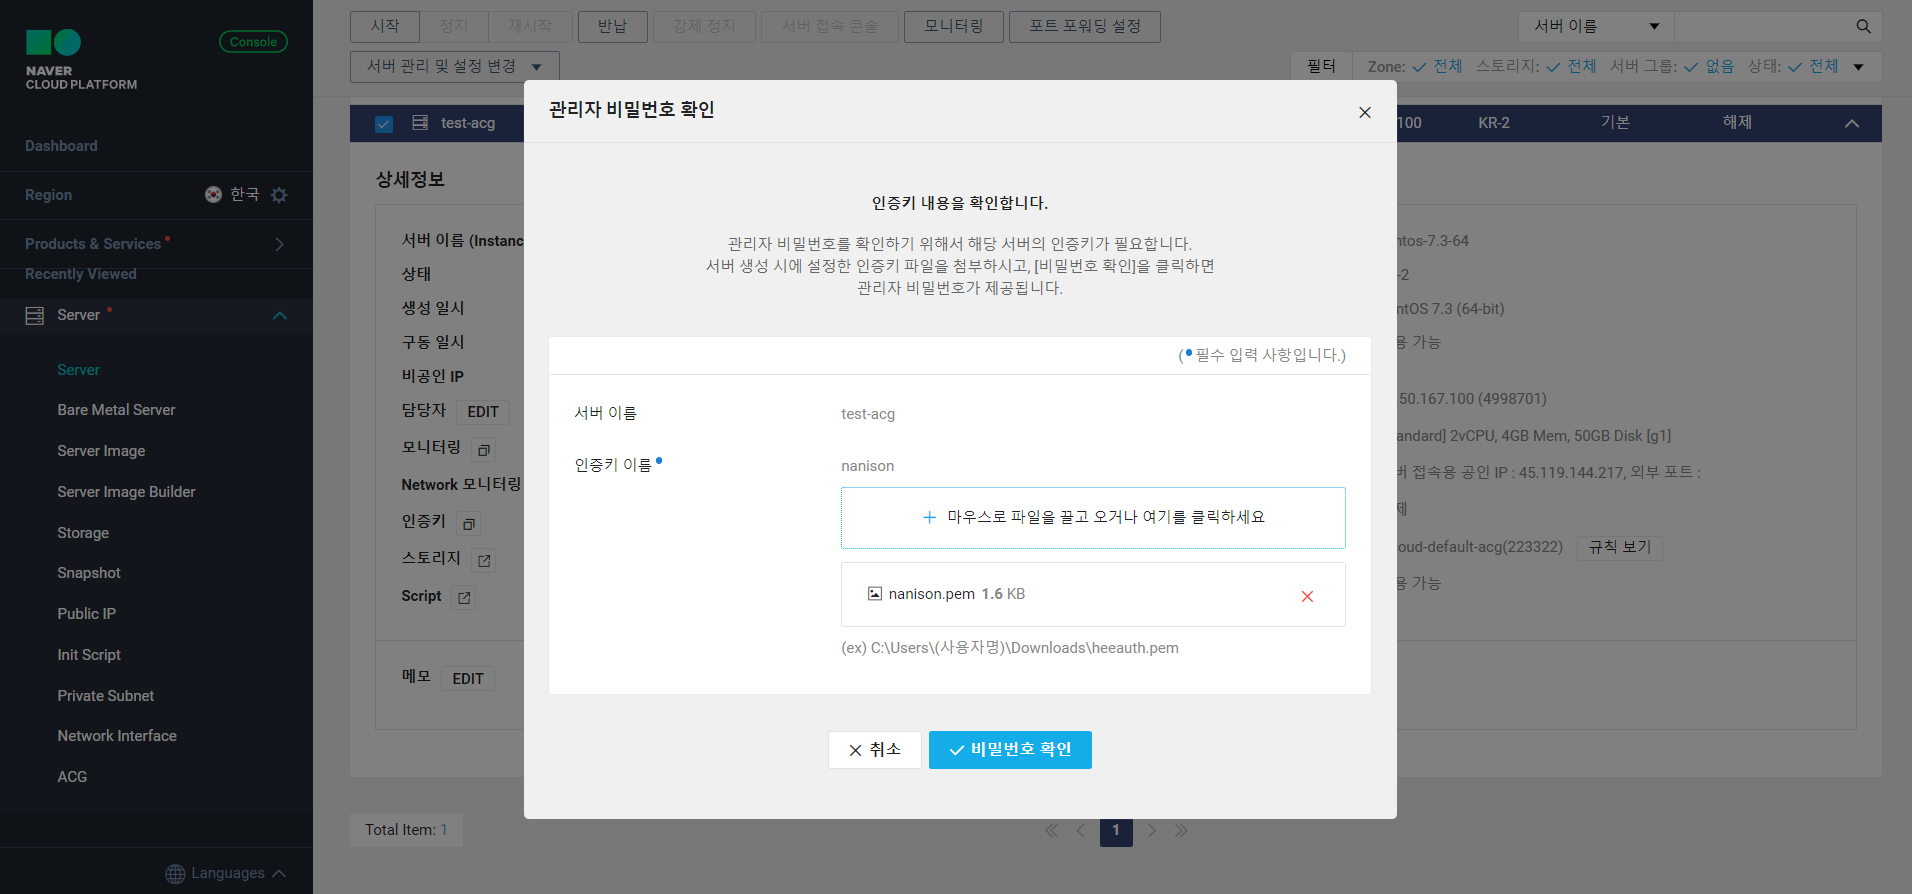 NAVER
CLOUD PLATFORM
Console
Dashboard
Region
한국
Products & Services
Recently Viewed
Server
Server
Bare Metal Server
Server Image
Server Image Builder
Storage
Snapshot
Public IP
Init Script
Private Subnet
Network Interface
ACG
Languages
시작 정지 재시작 반납 강제 정지 서버 접속 콘솔 모니터링 포트 포워딩 설정
서버 이름
서버 관리 및 설정 변경
필터 Zone: 전체 스토리지: 전체 서버 그룹: 없음 상태: 전체
test-acg
100 KR-2 기본 해제
상세정보
서버 이름 (Instanc
상태
생성 일시
구동 일시
비공인 IP
담당자 EDIT
모니터링
Network 모니터링
인증키
스토리지
Script
메모 EDIT
ntos-7.3-64
-2
ntOS 7.3 (64-bit)
용 가능
.50.167.100 (4998701)
andard] 2vCPU, 4GB Mem, 50GB Disk [g1]
버 접속용 공인 IP : 45.119.144.217, 외부 포트 :
제
oud-default-acg(223322) 규칙 보기
용 가능
관리자 비밀번호 확인
인증키 내용을 확인합니다.
관리자 비밀번호를 확인하기 위해서 해당 서버의 인증키가 필요합니다.
서버 생성 시에 설정한 인증키 파일을 첨부하시고, [비밀번호 확인]을 클릭하면
관리자 비밀번호가 제공됩니다.
(•필수 입력 사항입니다.)
서버 이름 test-acg
인증키 이름• nanison
마우스로 파일을 끌고 오거나 여기를 클릭하세요
nanison.pem 1.6 KB
(ex) C:\Users\(사용자명)\Downloads\heeauth.pem
취소 비밀번호 확인
Total Item: 1
1